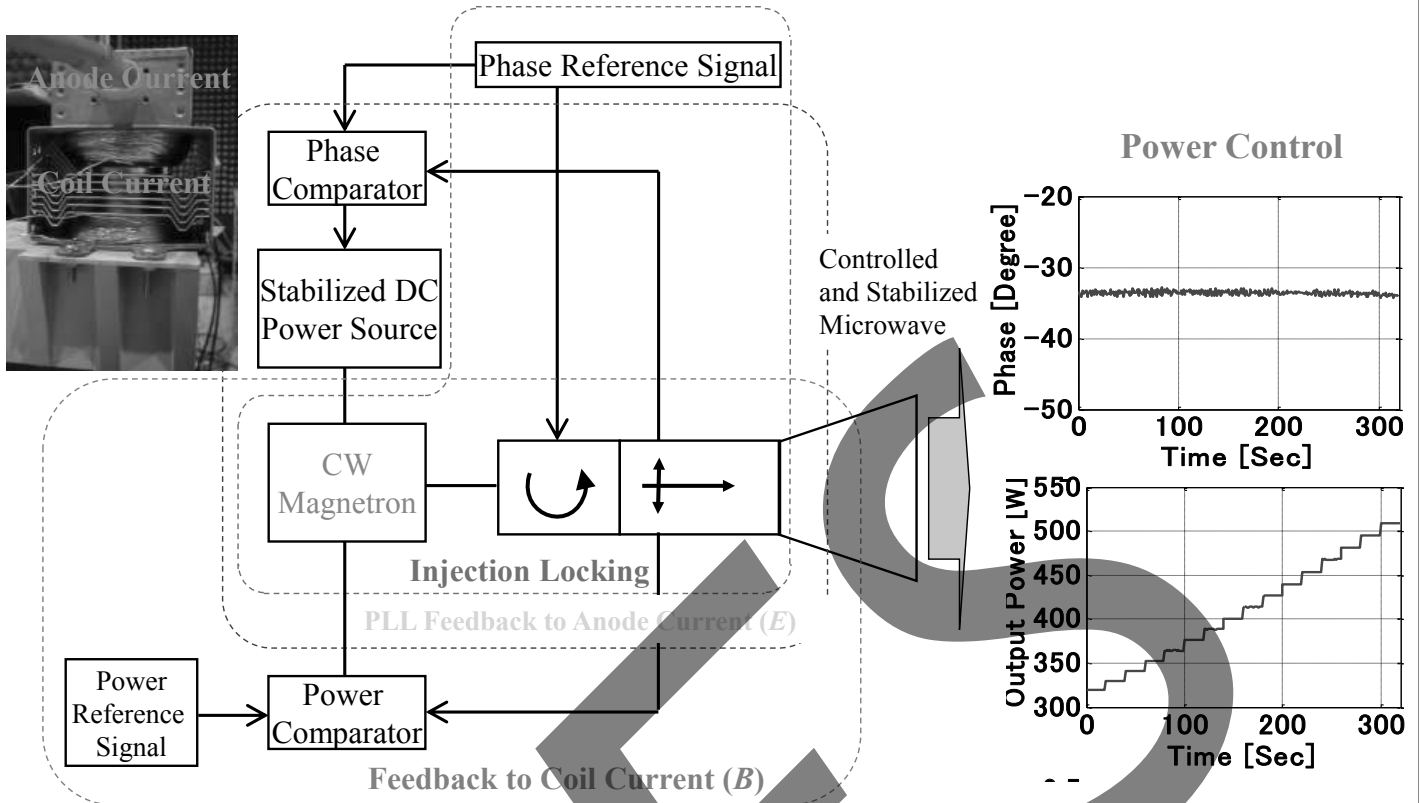 Anode Current
Coil Current
Phase Reference Signal
Phase
Comparator
Stabilized DC
Power Source
CW
Magnetron
Injection Locking
PLL Feedback to Anode Current (E)
Power
Reference
Signal
Power
Comparator
Feedback to Coil Current (B)
Controlled
and Stabilized
Microwave
Power Control
Phase [Degree]
-20
-30
-40
-50
0 100 200 300
Time [Sec]
Output Power [W]
550
500
450
400
350
300
0 100 200 300
Time [Sec]